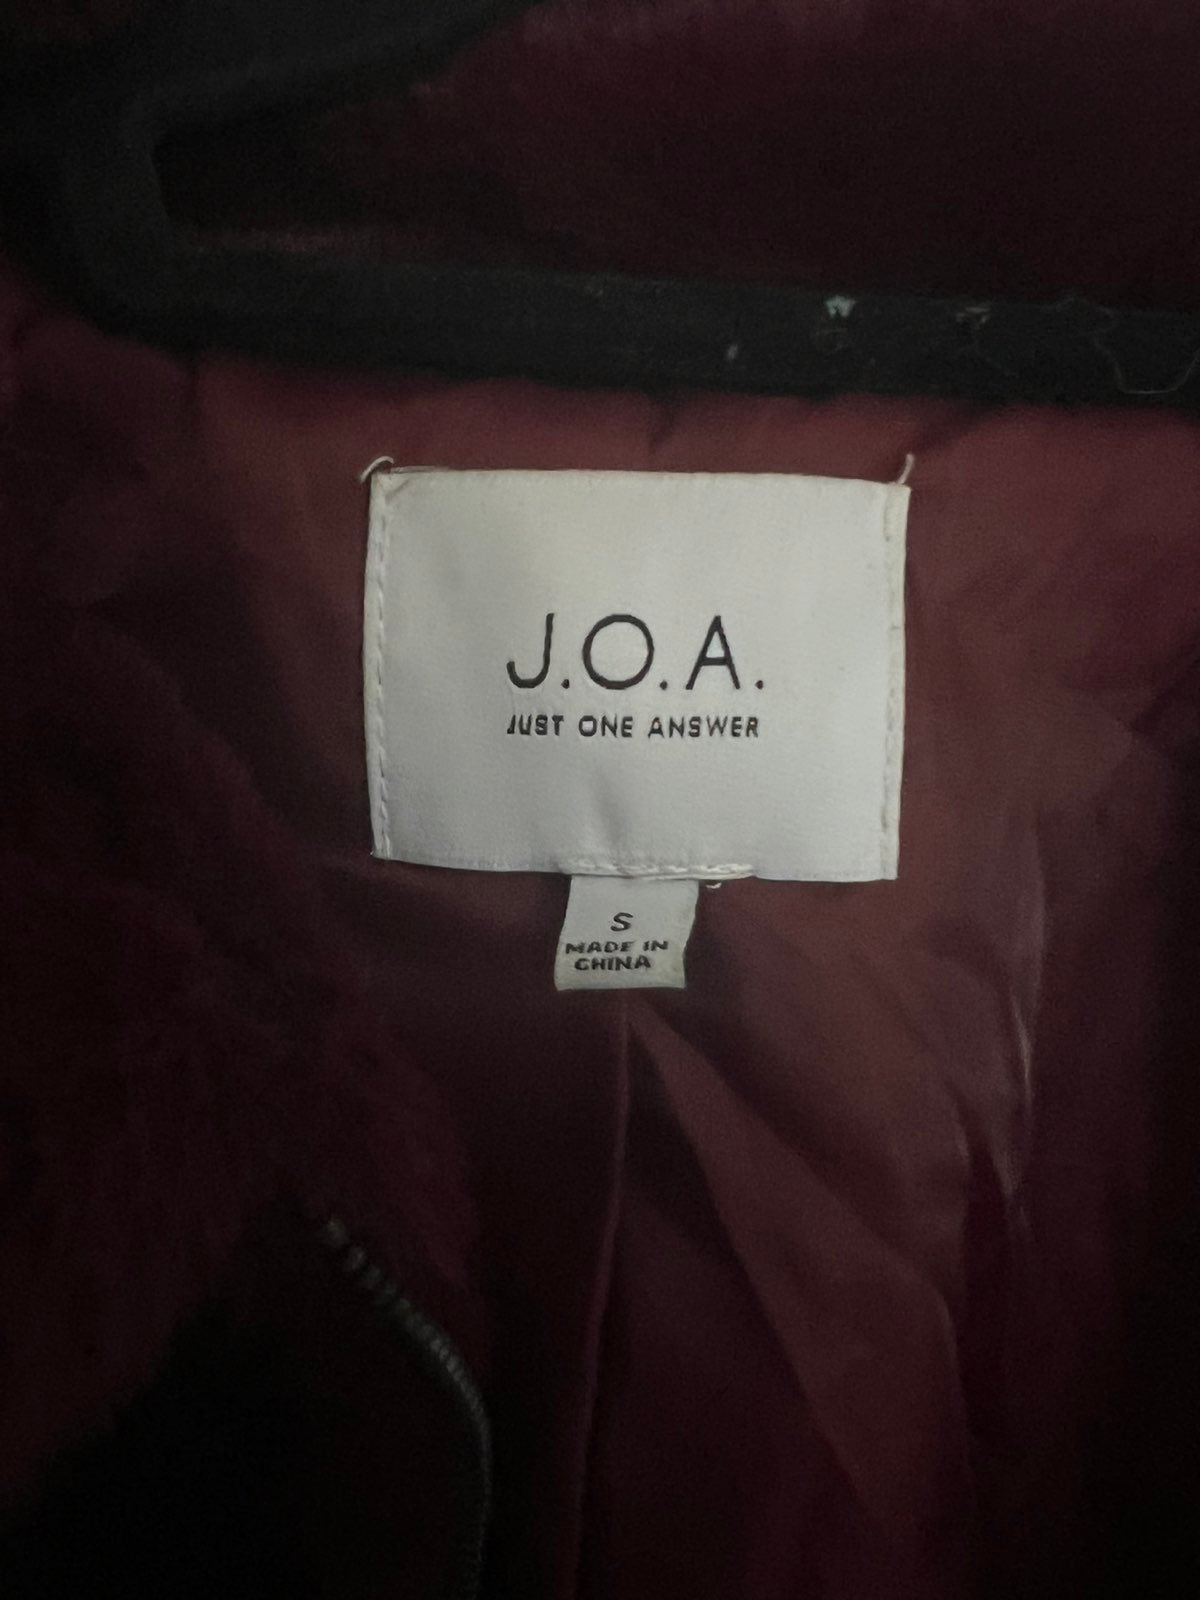 J.O.A.
JUST ONE ANSWER
S
MADE IN
CHINA